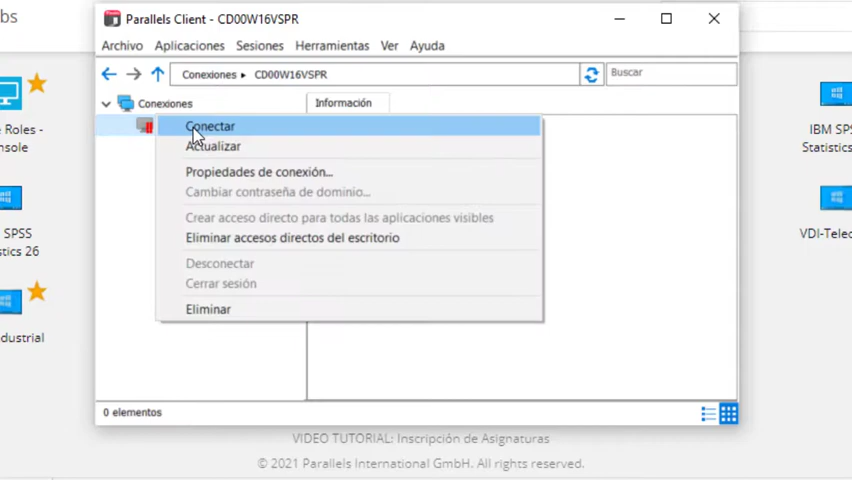 bs
Parallels Client - CD00W16VSPR
Archivo Aplicaciones Sesiones Herramientas Ver Ayuda
Conexiones CD00W16VSPR
Buscar
Conexiones
Información
Conectar
Actualizar
Propiedades de conexión...
Cambiar contraseña de dominio...
Crear acceso directo para todas las aplicaciones visibles
Eliminar accesos directos del escritorio
Desconectar
Cerrar sesión
Eliminar
0 elementos
e Roles -
nsole
SPSS
stics 26
dustrial
IBM SPS
Statistics
VDI-Telec
VIDEO TUTORIAL: Inscripción de Asignaturas
© 2021 Parallels International GmbH. All rights reserved.